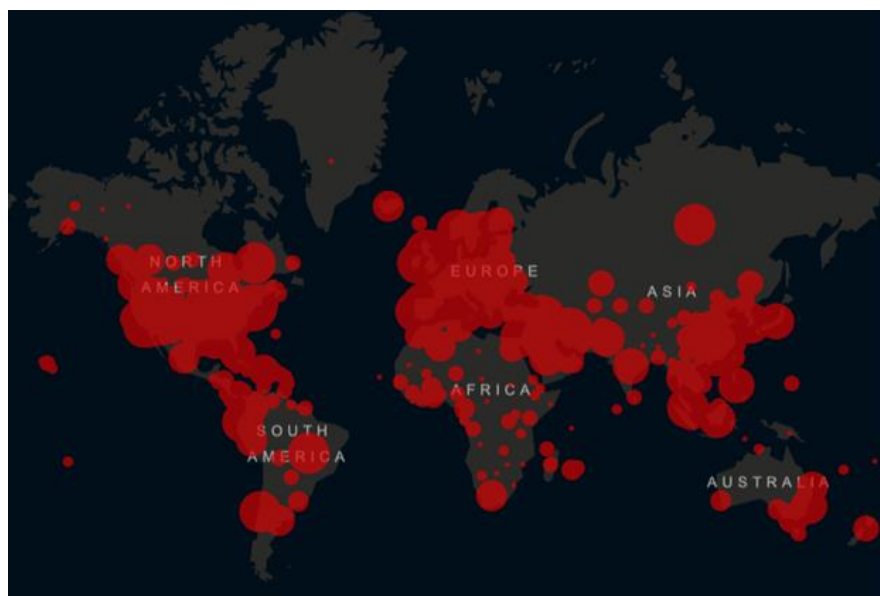 NORTH
AMERICA
EUROPE
ASIA
AFRICA
SOUTH
AMERICA
AUSTRALIA